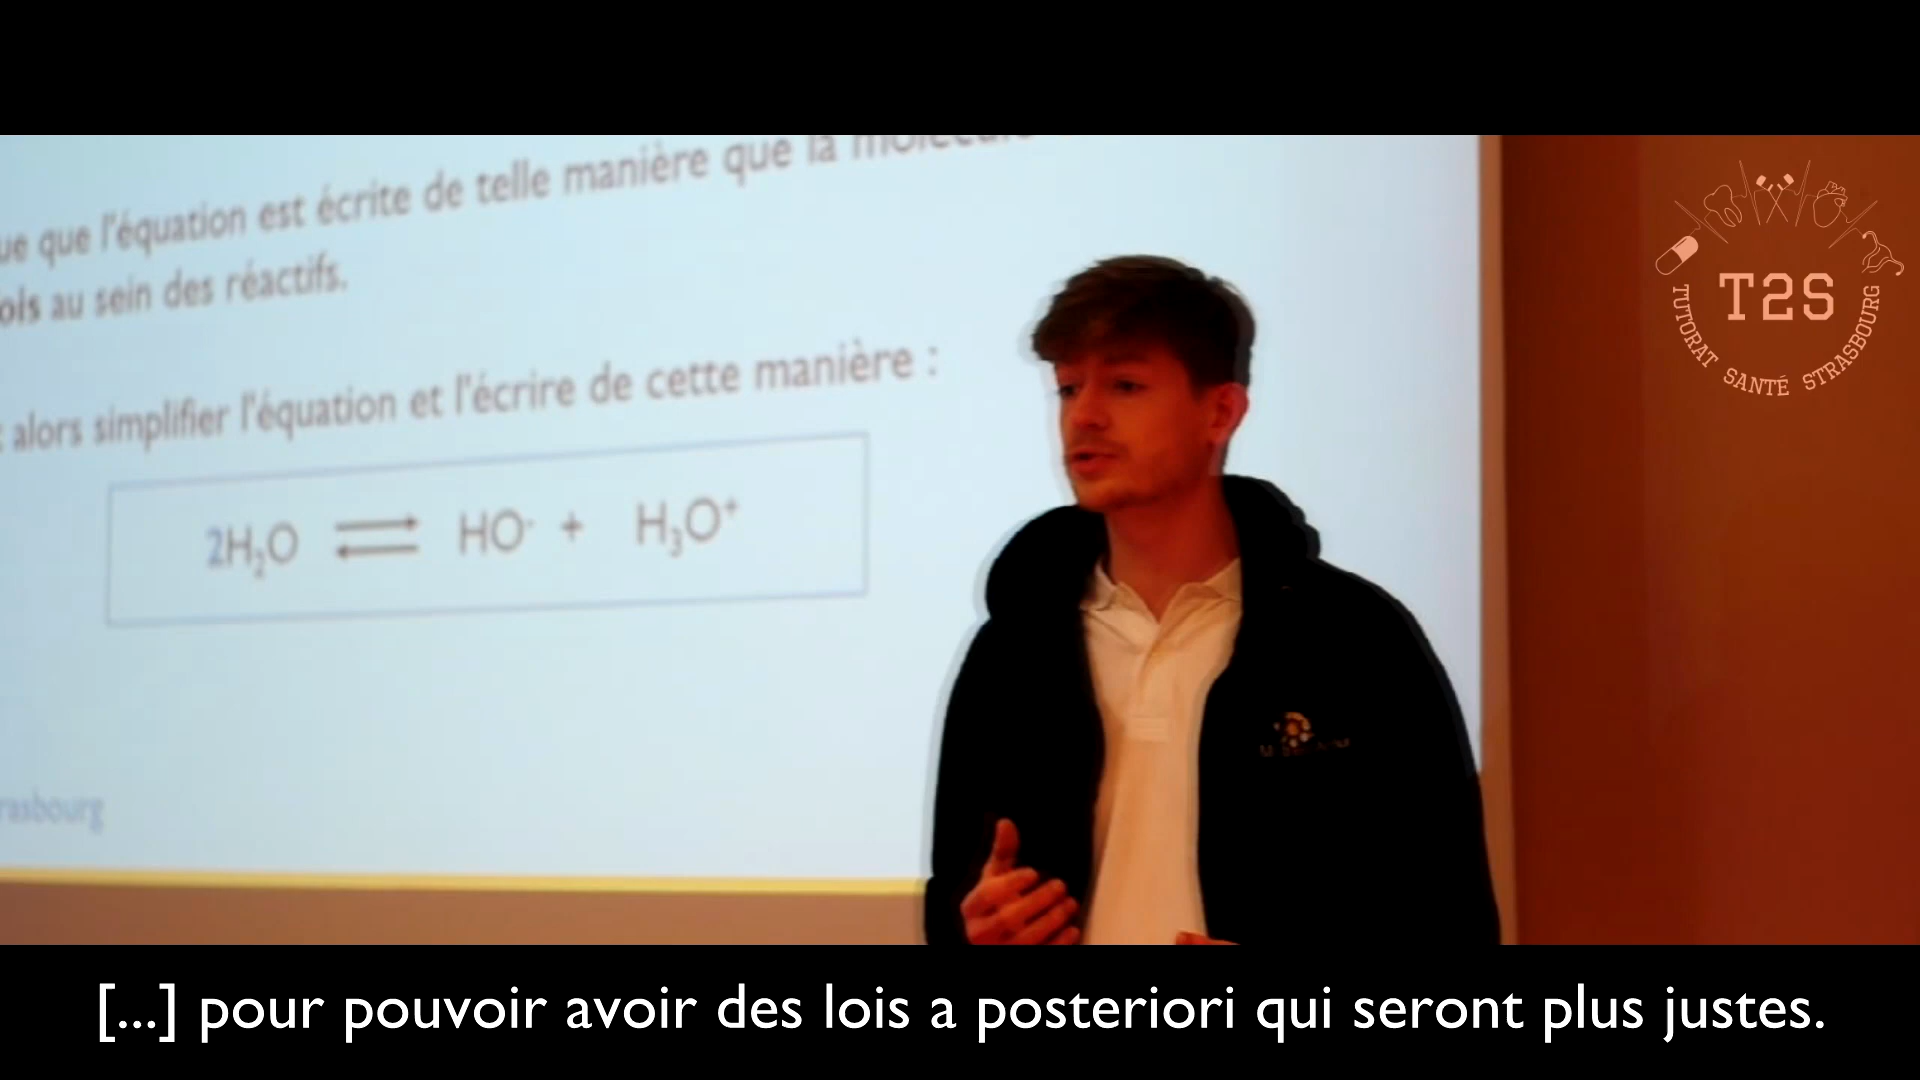 ue que l'équation est écrite de telle manière que la molécule
ois au sein des réactifs.
alors simplifier l'équation et l'écrire de cette manière :
2H₂O ⇌ HO⁻ + H₃O⁺
rasbourg
T2S
TUTORAT SANTÉ STRASBOURG
[...] pour pouvoir avoir des lois a posteriori qui seront plus justes.